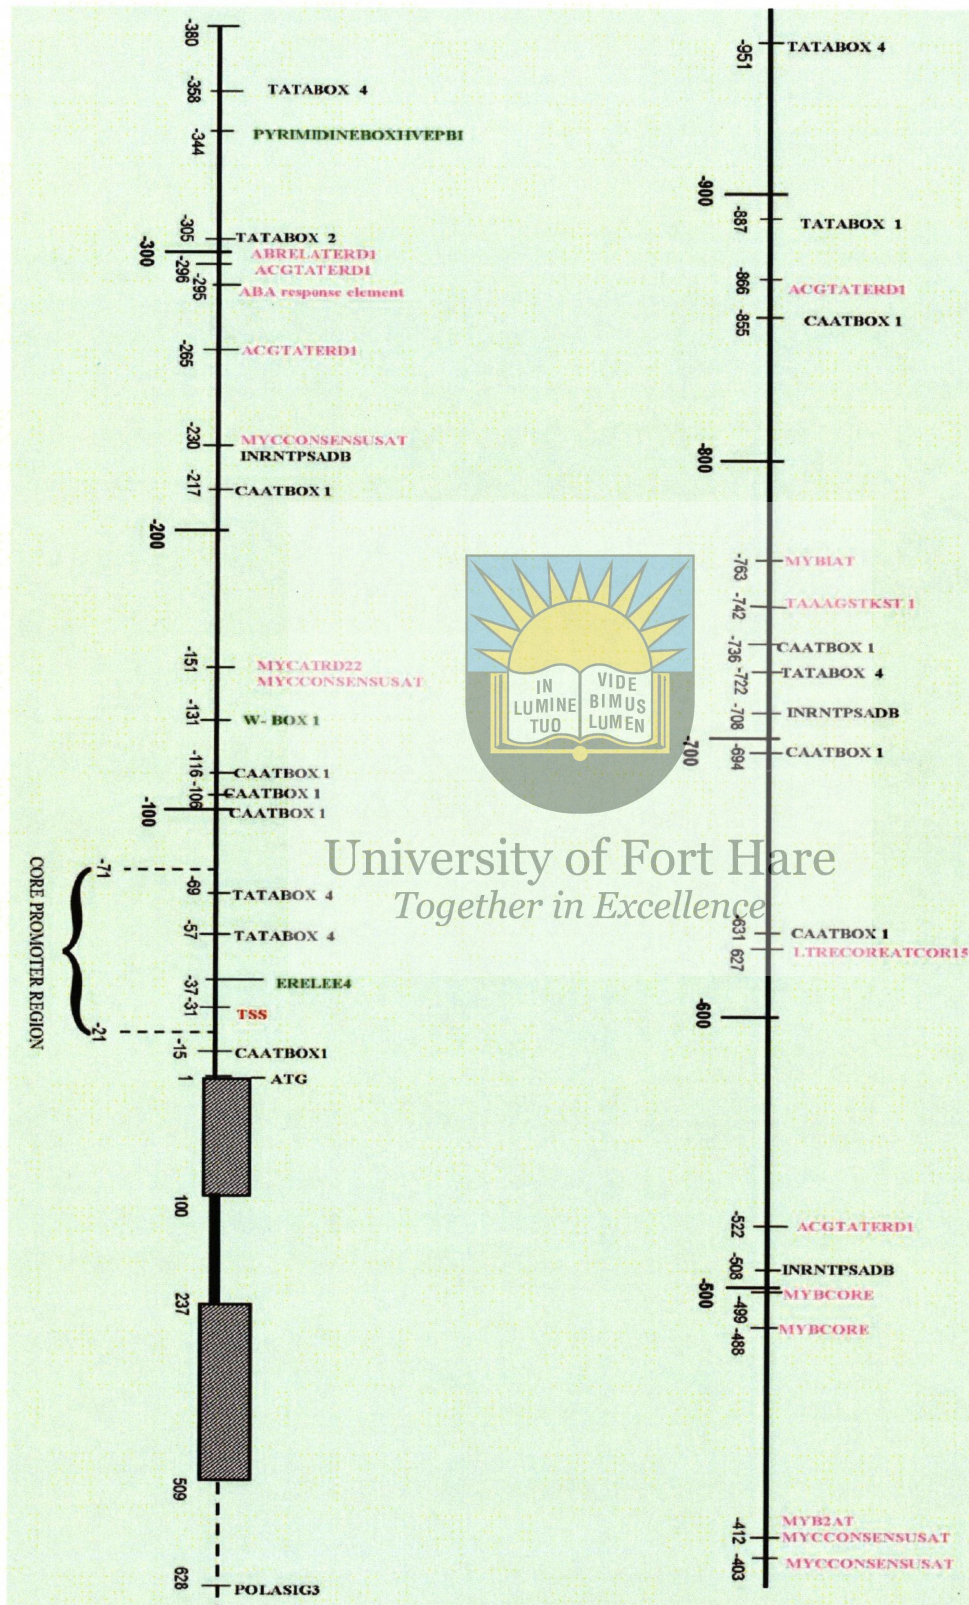 -380
-358 TATABOX 4
-344 PYRIMIDINEBOXHVEPBI
-305 TATABOX 2
-300 ABRELATERD1
-296 ACGTATERD1
-295 ABA response element
-265 ACGTATERD1
-230 MYCCONSENSUSAT
INRNTPSADB
-217 CAATBOX 1
-200
-151 MYCATRD22
MYCCONSENSUSAT
-131 W- BOX 1
-116 CAATBOX 1
-106 CAATBOX 1
-100 CAATBOX 1
CORE PROMOTER REGION
-71
-69 TATABOX 4
-57 TATABOX 4
-37 ERELEE4
-31 TSS
-21
-15 CAATBOX1
1 ATG
100
237
509
628 POLASIG3
-951 TATABOX 4
-900
-887 TATABOX 1
-866 ACGTATERD1
-855 CAATBOX 1
-800
-763 MYBIAT
-742 TAAAGSTKST 1
-736 CAATBOX 1
-722 TATABOX 4
-708 INRNTPSADB
-700
-694 CAATBOX 1
-631 CAATBOX 1
627 LTRECOREATCOR15
-600
-522 ACGTATERD1
-508 INRNTPSADB
-500
-499 MYBCORE
-488 MYBCORE
MYB2AT
-412 MYCCONSENSUSAT
-403 MYCCONSENSUSAT
IN LUMINE TUO
VIDE BIMUS LUMEN
University of Fort Hare
Together in Excellence